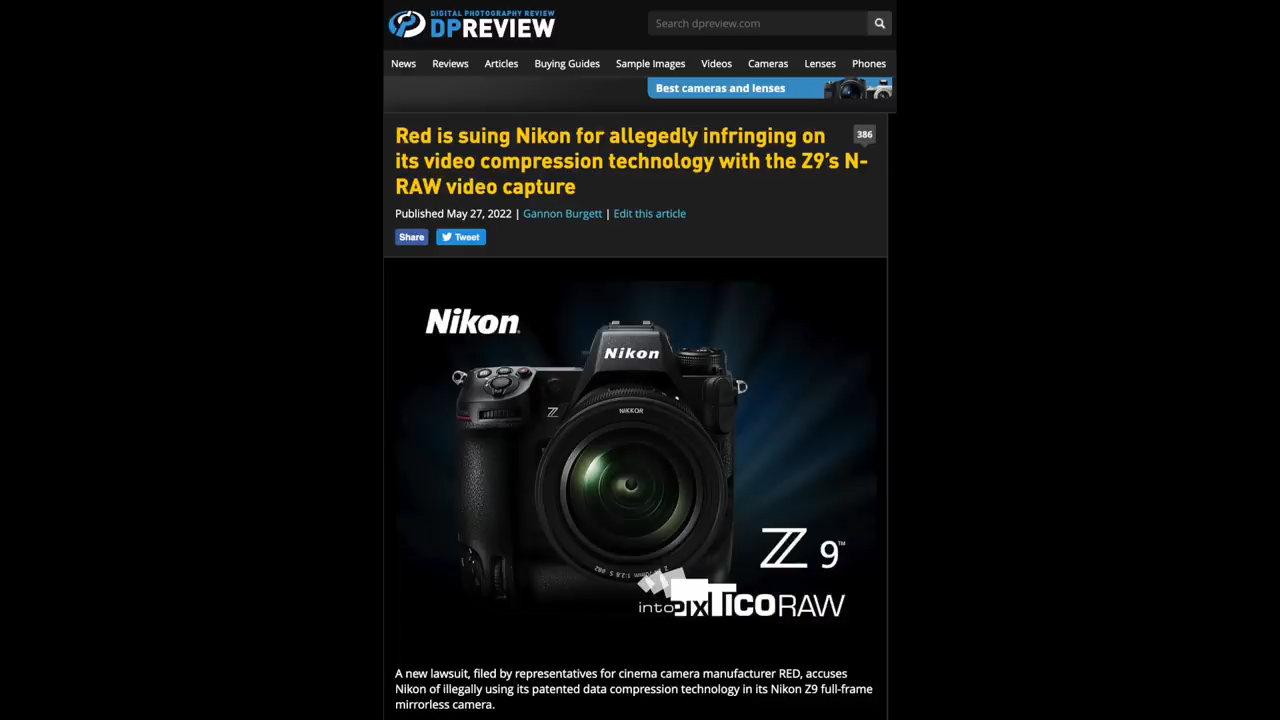 DIGITAL PHOTOGRAPHY REVIEW
DPREVIEW
Search dpreview.com
News Reviews Articles Buying Guides Sample Images Videos Cameras Lenses Phones
Best cameras and lenses
Red is suing Nikon for allegedly infringing on
its video compression technology with the Z9's N-
RAW video capture
386
Published May 27, 2022 | Gannon Burgett | Edit this article
Share Tweet
Nikon
Nikon
Z
NIKKOR
Z 9™
intoPIX TICORAW
A new lawsuit, filed by representatives for cinema camera manufacturer RED, accuses
Nikon of illegally using its patented data compression technology in its Nikon Z9 full-frame
mirrorless camera.